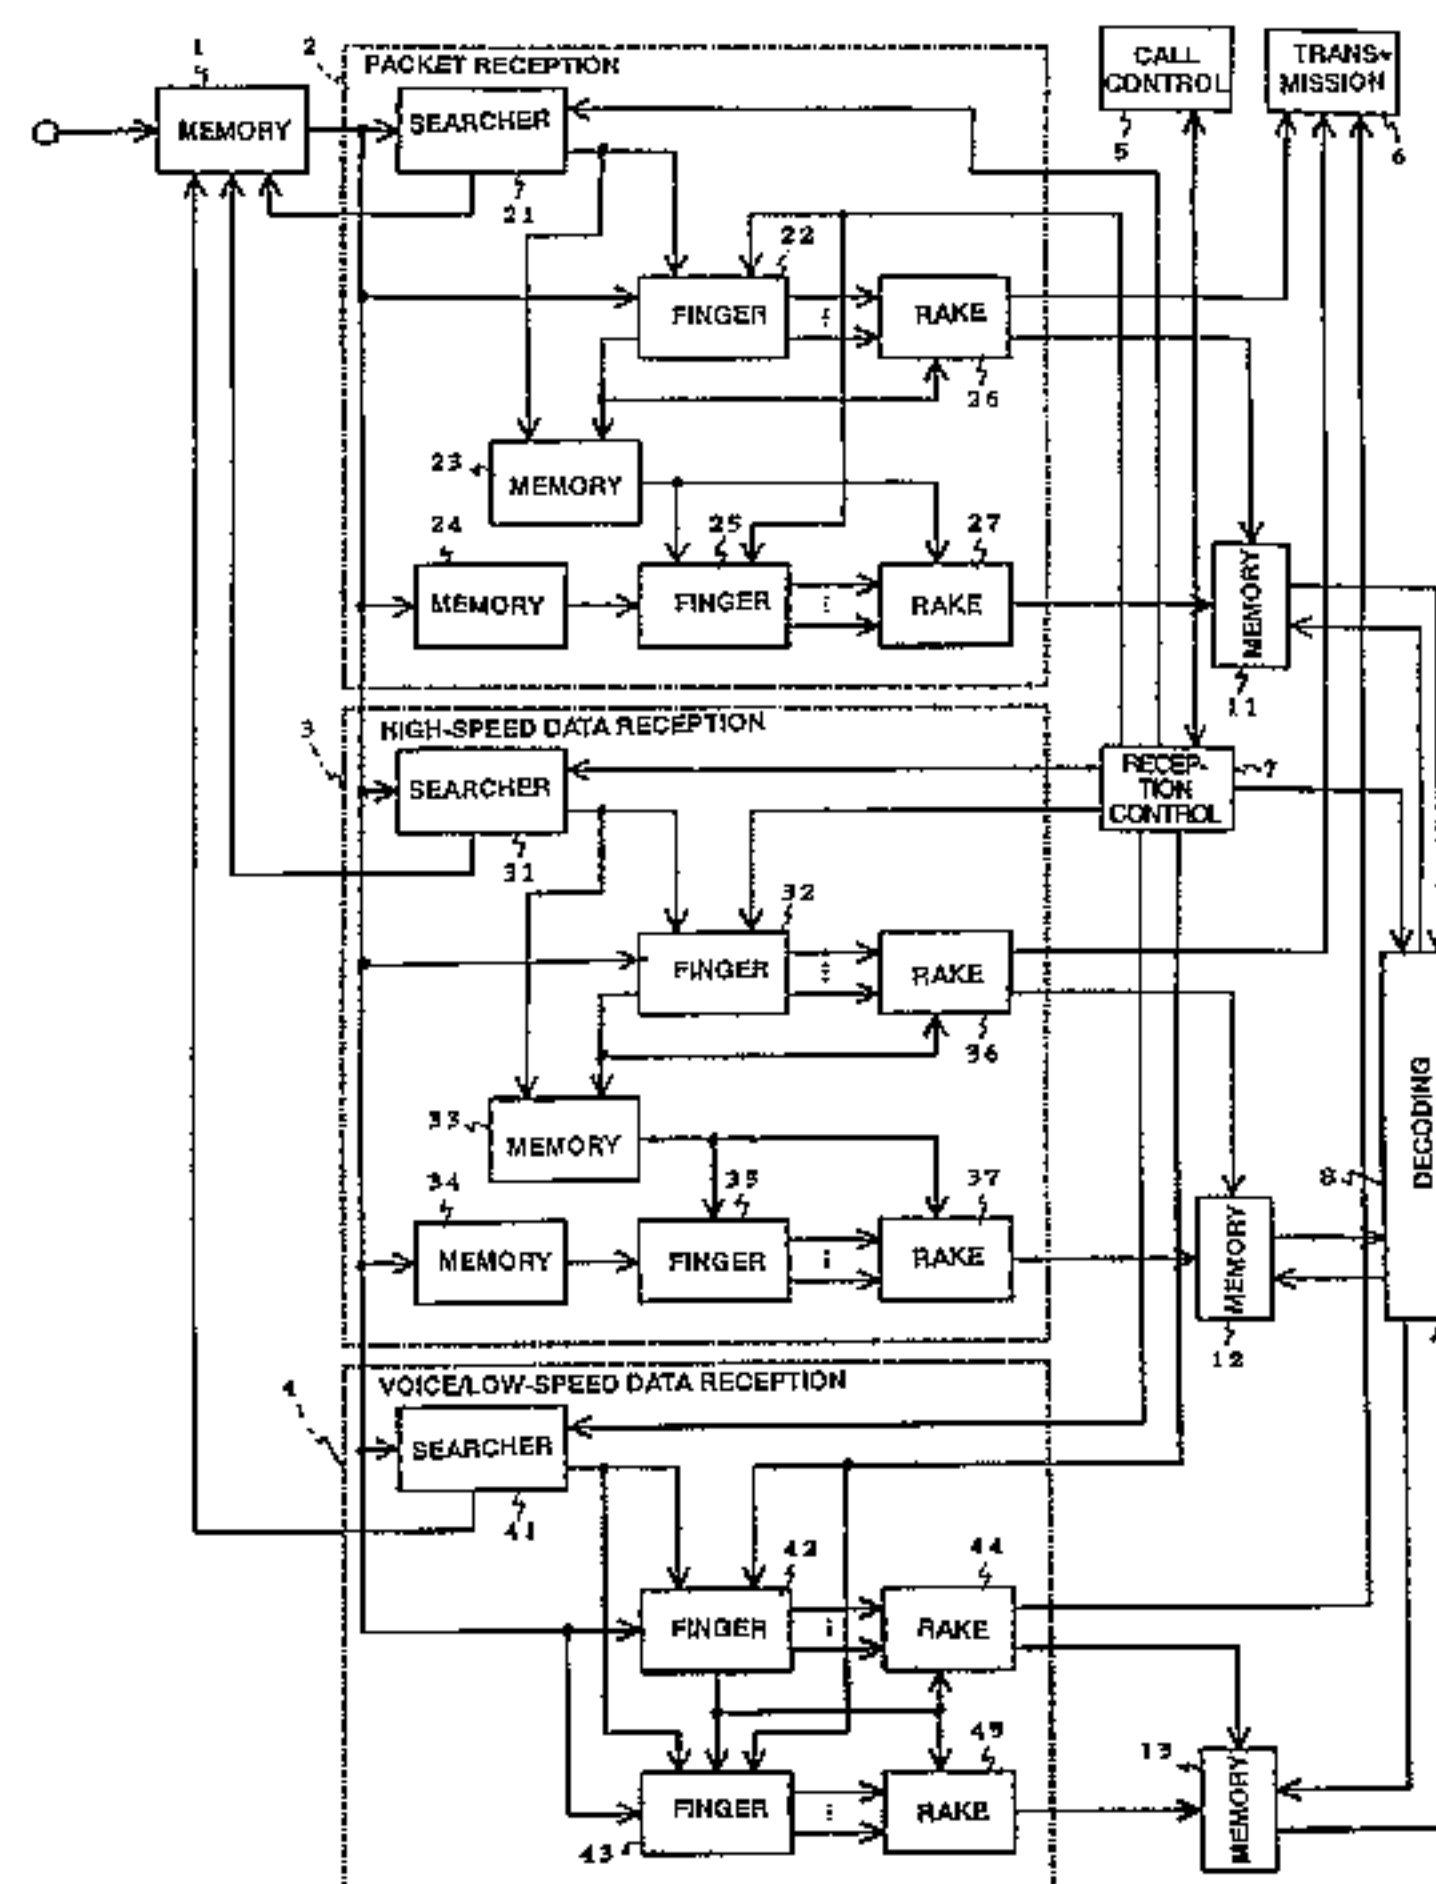 1
2
PACKET RECEPTION
CALL
CONTROL
TRANS-
MISSION
MEMORY
SEARCHER
5
6
21
22
FINGER
RAKE
26
23
MEMORY
24
25
27
MEMORY
FINGER
RAKE
MEMORY
11
3
HIGH-SPEED DATA RECEPTION
SEARCHER
RECEP-
TION
CONTROL
7
31
32
FINGER
RAKE
36
33
MEMORY
DECODING
8
34
35
37
MEMORY
FINGER
RAKE
MEMORY
12
4
VOICE/LOW-SPEED DATA RECEPTION
SEARCHER
41
42
44
FINGER
RAKE
45
13
FINGER
RAKE
MEMORY
43